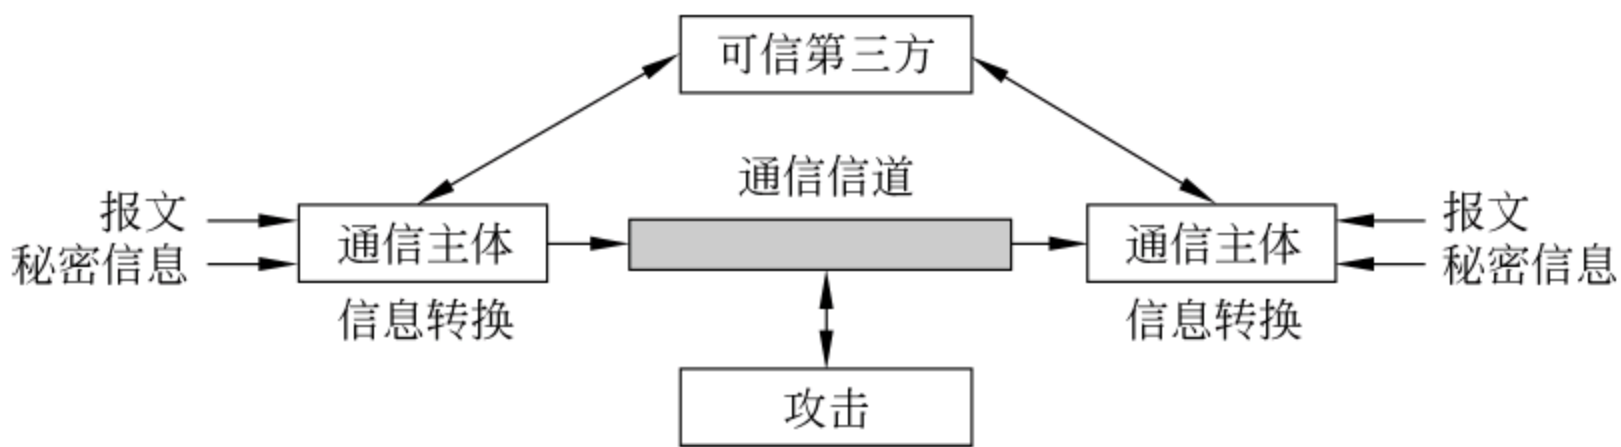 可信第三方
通信信道
报文
秘密信息
通信主体
信息转换
通信主体
信息转换
报文
秘密信息
攻击